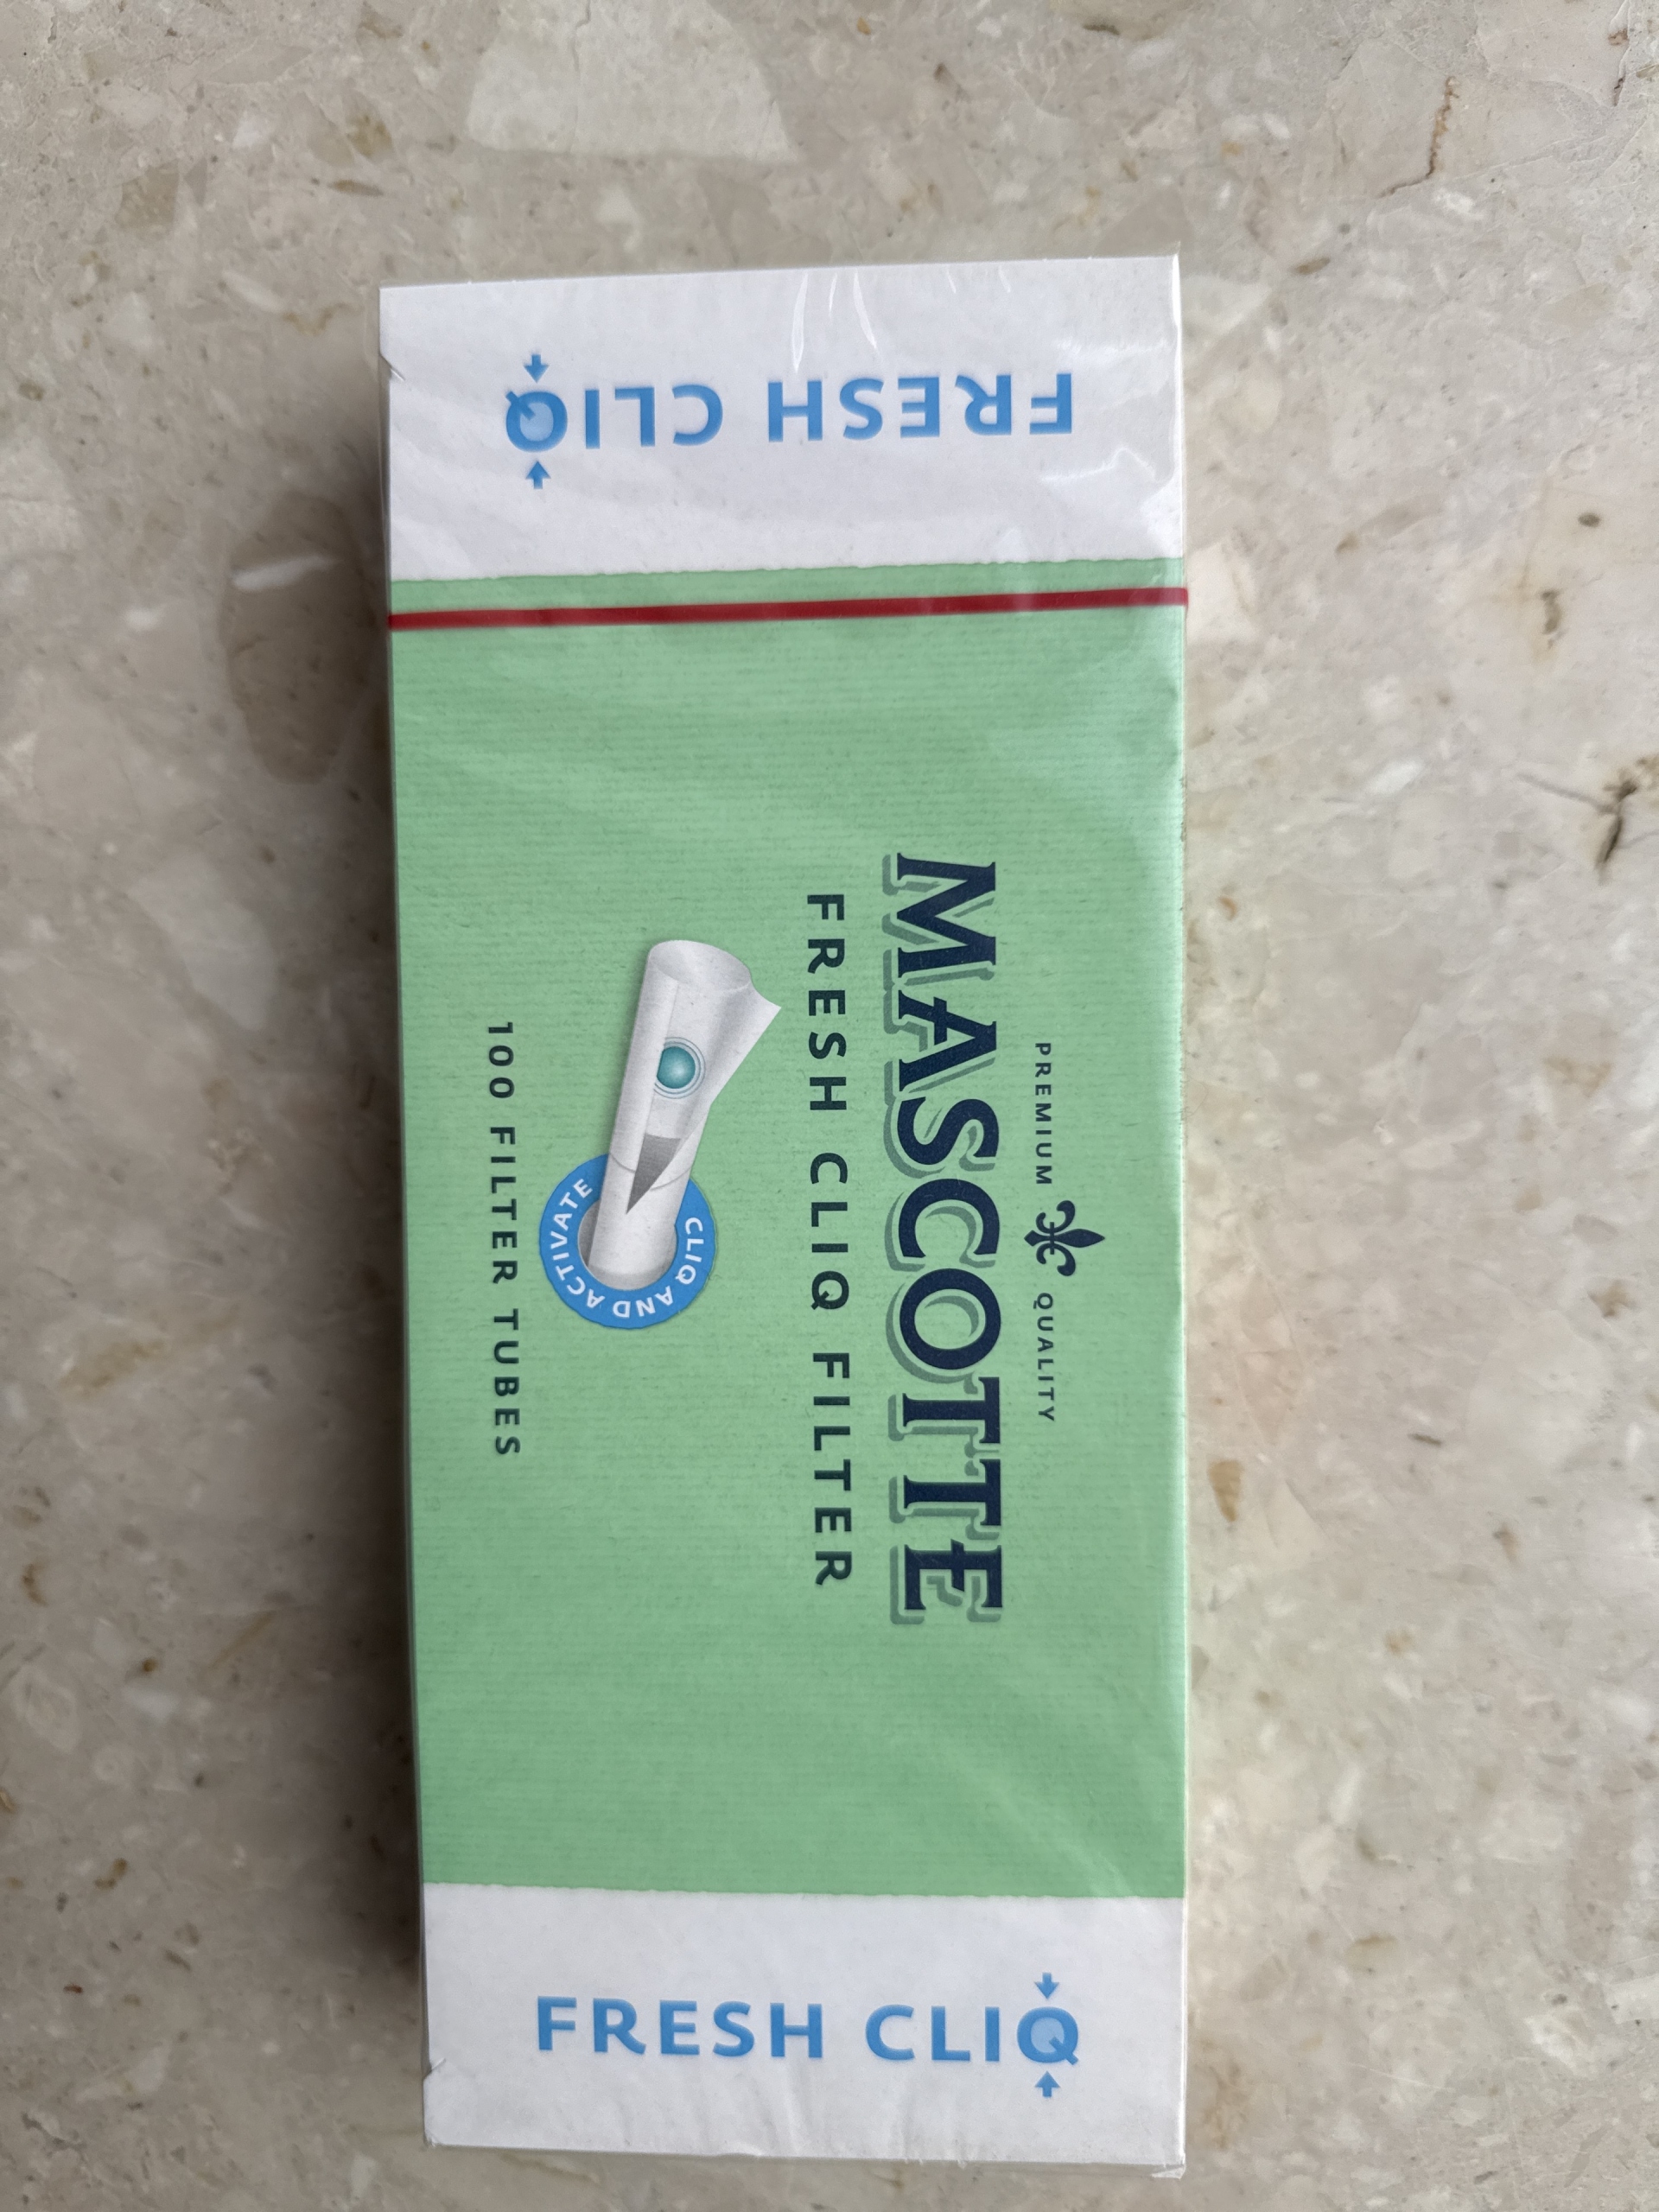 FRESH CLIQ
PREMIUM QUALITY
MASCOTTE
FRESH CLIQ FILTER
CLIQ AND ACTIVATE
100 FILTER TUBES
FRESH CLIQ